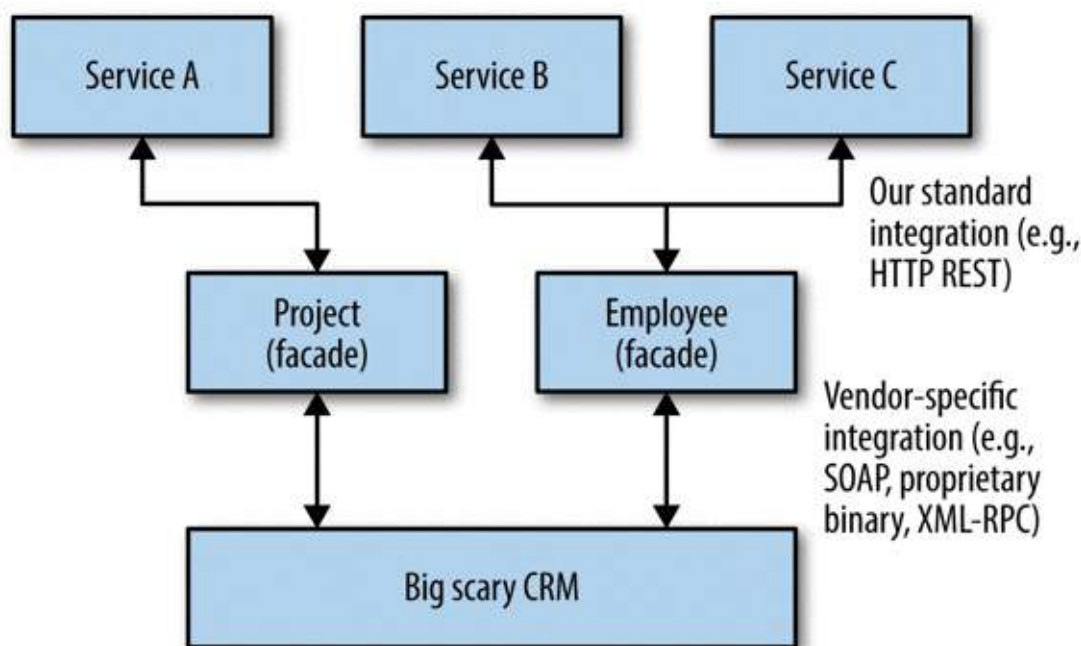 Service A
Service B
Service C
Our standard
integration (e.g.,
HTTP REST)
Project
(facade)
Employee
(facade)
Vendor-specific
integration (e.g.,
SOAP, proprietary
binary, XML-RPC)
Big scary CRM